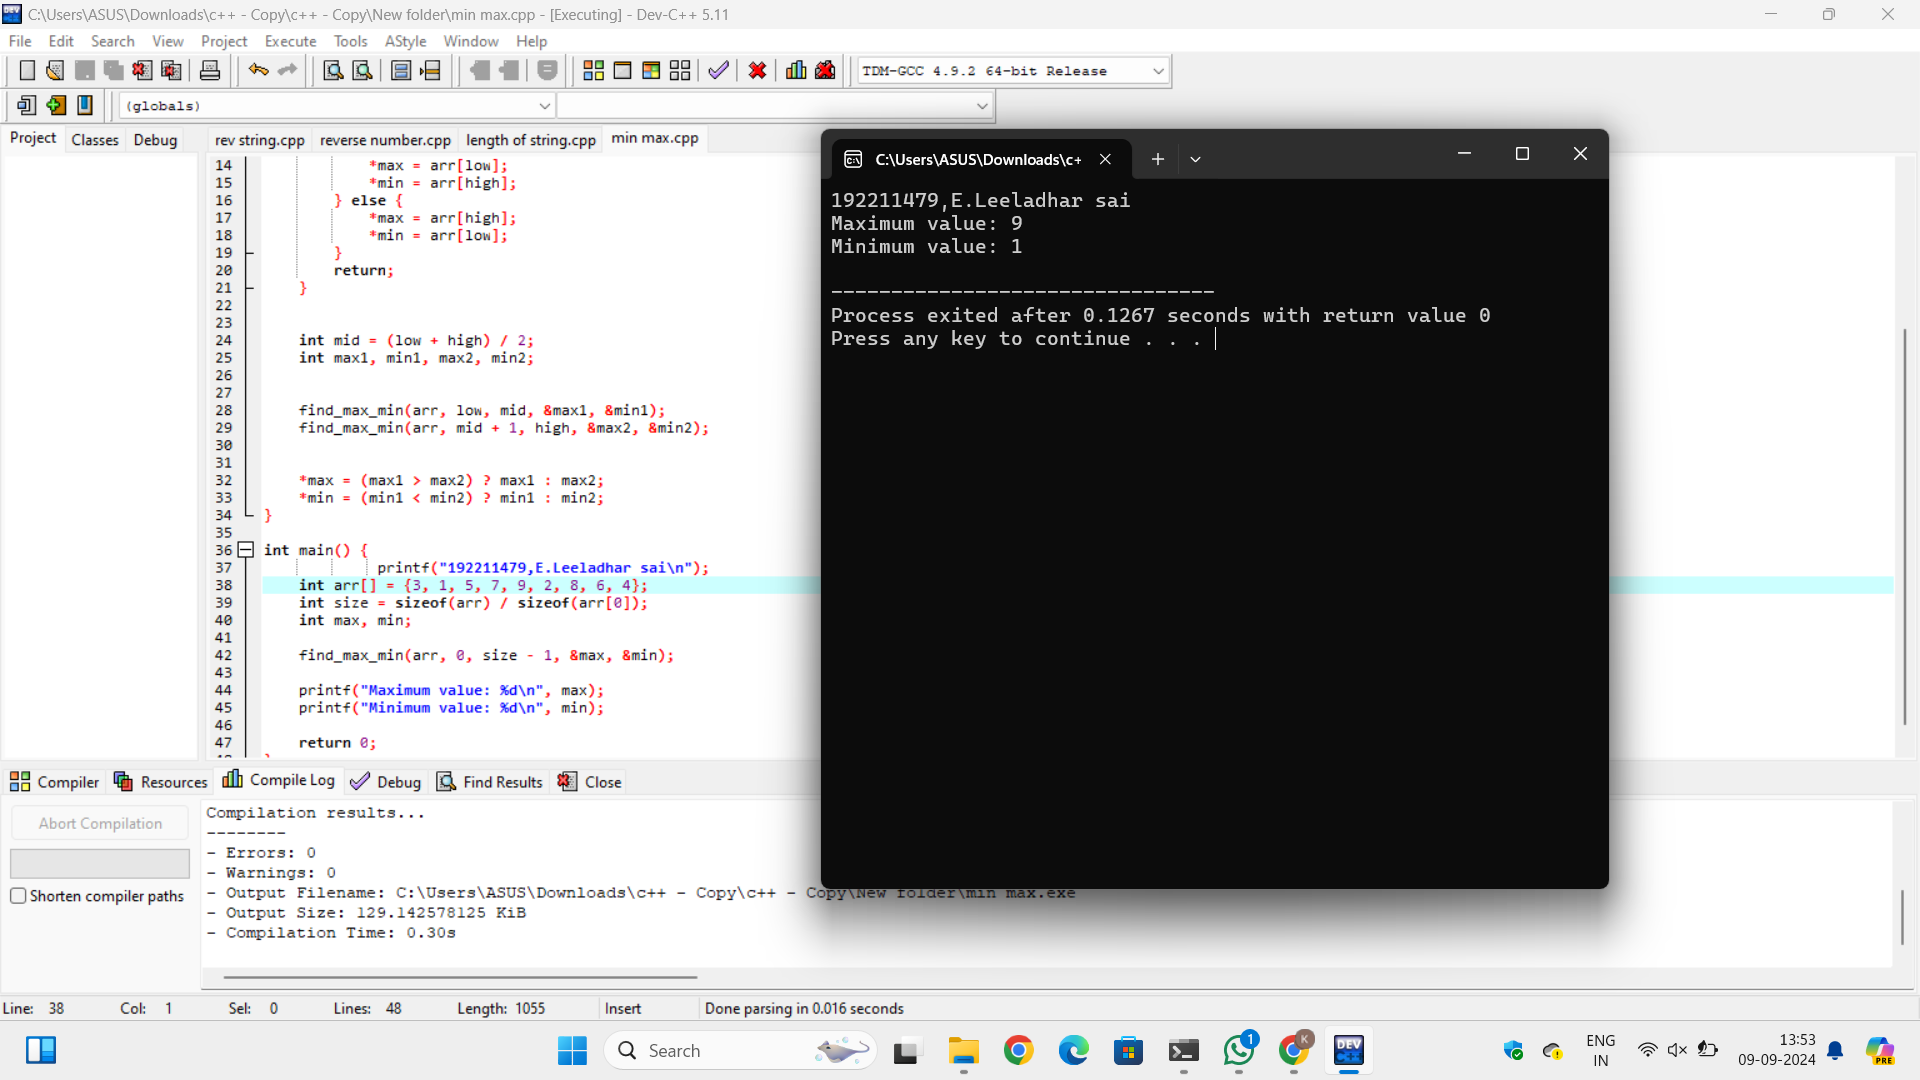 C:\Users\ASUS\Downloads\c++ - Copy\c++ - Copy\New folder\min max.cpp - [Executing] - Dev-C++ 5.11
File Edit Search View Project Execute Tools AStyle Window Help
TDM-GCC 4.9.2 64-bit Release
(globals)
Project Classes Debug
rev string.cpp reverse number.cpp length of string.cpp min max.cpp
14 *max = arr[low];
15 *min = arr[high];
16 } else {
17 *max = arr[high];
18 *min = arr[low];
19 }
20 return;
21 }
22
23
24 int mid = (low + high) / 2;
25 int max1, min1, max2, min2;
26
27
28 find_max_min(arr, low, mid, &max1, &min1);
29 find_max_min(arr, mid + 1, high, &max2, &min2);
30
31
32 *max = (max1 > max2) ? max1 : max2;
33 *min = (min1 < min2) ? min1 : min2;
34 }
35
36 int main() {
37 printf("192211479,E.Leeladhar sai\n");
38 int arr[] = {3, 1, 5, 7, 9, 2, 8, 6, 4};
39 int size = sizeof(arr) / sizeof(arr[0]);
40 int max, min;
41
42 find_max_min(arr, 0, size - 1, &max, &min);
43
44 printf("Maximum value: %d\n", max);
45 printf("Minimum value: %d\n", min);
46
47 return 0;
C:\Users\ASUS\Downloads\c+
192211479,E.Leeladhar sai
Maximum value: 9
Minimum value: 1
--------------------------------
Process exited after 0.1267 seconds with return value 0
Press any key to continue . . .
Compiler Resources Compile Log Debug Find Results Close
Abort Compilation
Shorten compiler paths
Compilation results...
--------
- Errors: 0
- Warnings: 0
- Output Filename: C:\Users\ASUS\Downloads\c++ - Copy\c++ - Copy\New folder\min max.exe
- Output Size: 129.142578125 KiB
- Compilation Time: 0.30s
Line: 38 Col: 1 Sel: 0 Lines: 48 Length: 1055 Insert Done parsing in 0.016 seconds
Search
DEV C++
1
K
ENG
IN
13:53
09-09-2024
PRE